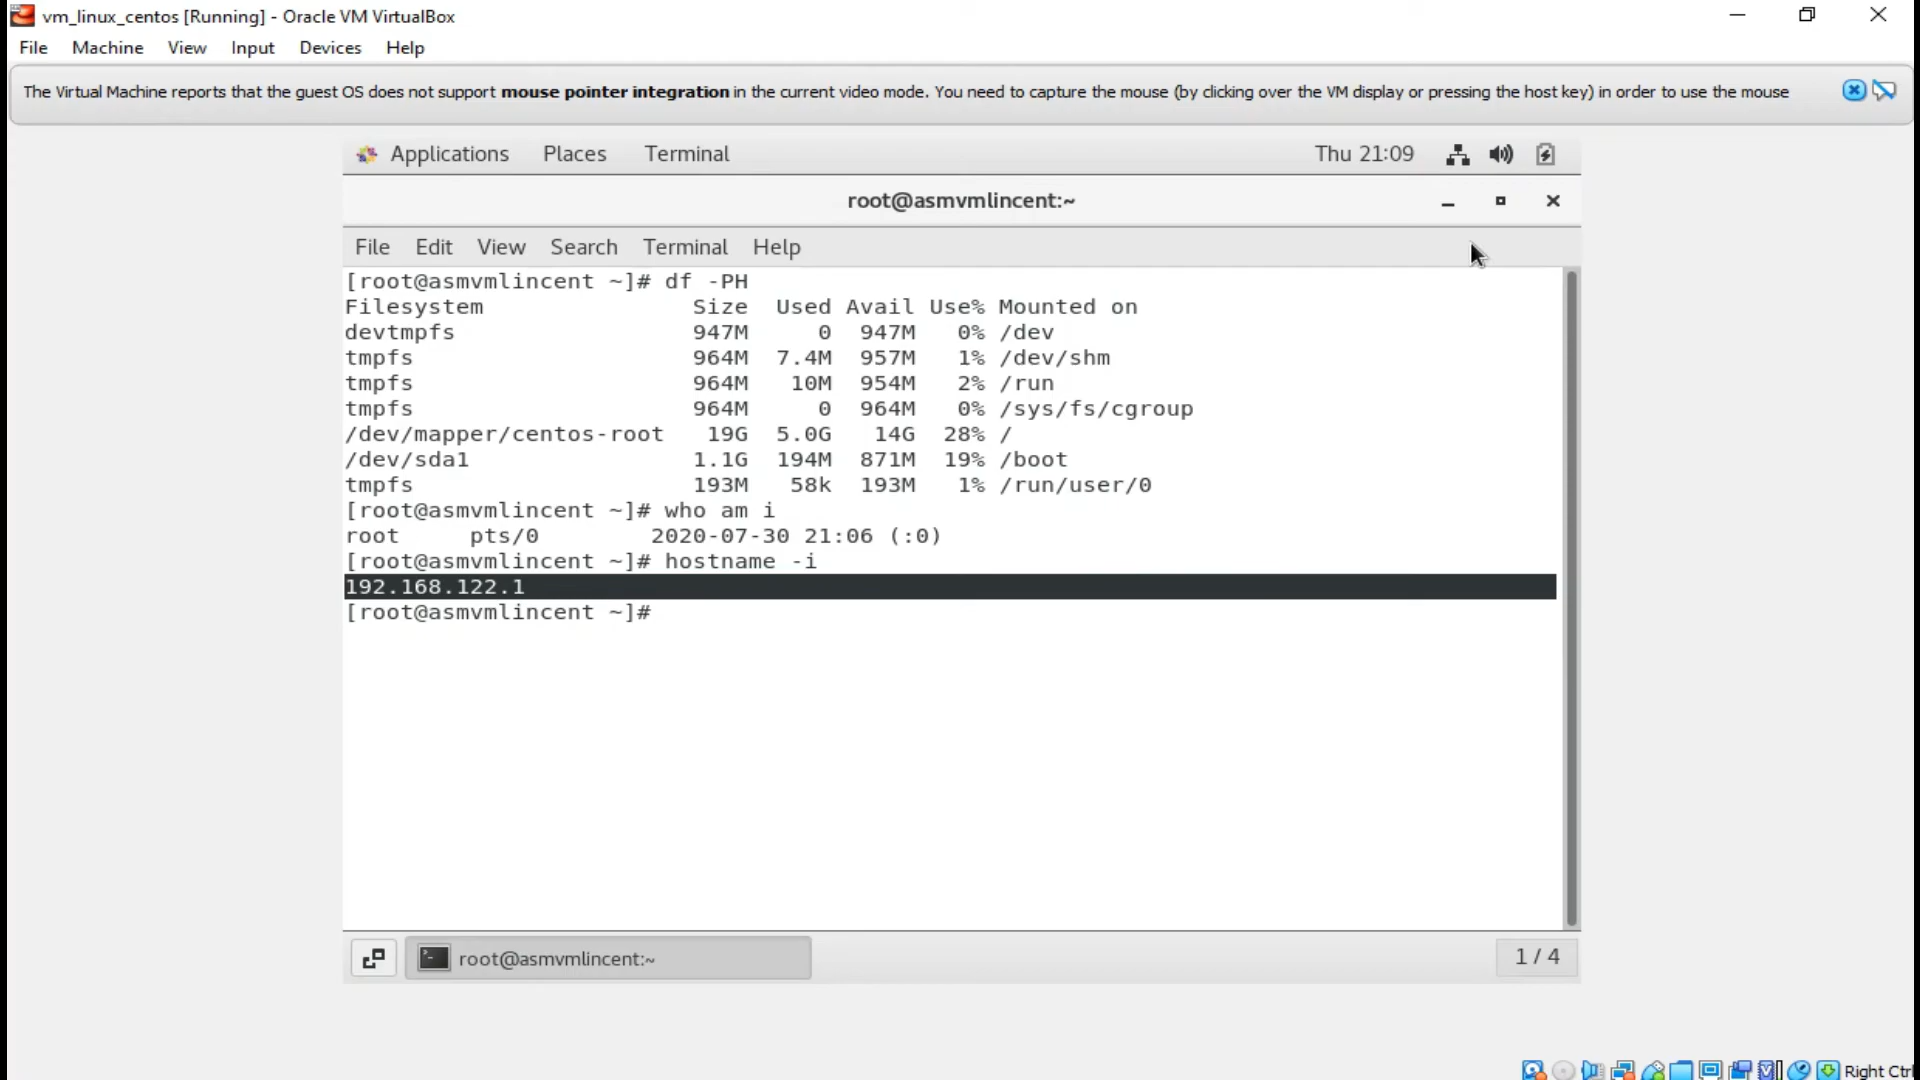 vm_linux_centos [Running] - Oracle VM VirtualBox
File Machine View Input Devices Help
The Virtual Machine reports that the guest OS does not support mouse pointer integration in the current video mode. You need to capture the mouse (by clicking over the VM display or pressing the host key) in order to use the mouse
Applications Places Terminal Thu 21:09
root@asmvmlincent:~
File Edit View Search Terminal Help
[root@asmvmlincent ~]# df -PH
Filesystem Size Used Avail Use% Mounted on
devtmpfs 947M 0 947M 0% /dev
tmpfs 964M 7.4M 957M 1% /dev/shm
tmpfs 964M 10M 954M 2% /run
tmpfs 964M 0 964M 0% /sys/fs/cgroup
/dev/mapper/centos-root 19G 5.0G 14G 28% /
/dev/sda1 1.1G 194M 871M 19% /boot
tmpfs 193M 58k 193M 1% /run/user/0
[root@asmvmlincent ~]# who am i
root pts/0 2020-07-30 21:06 (:0)
[root@asmvmlincent ~]# hostname -i
192.168.122.1
[root@asmvmlincent ~]#
root@asmvmlincent:~ 1 / 4
Right Ctrl